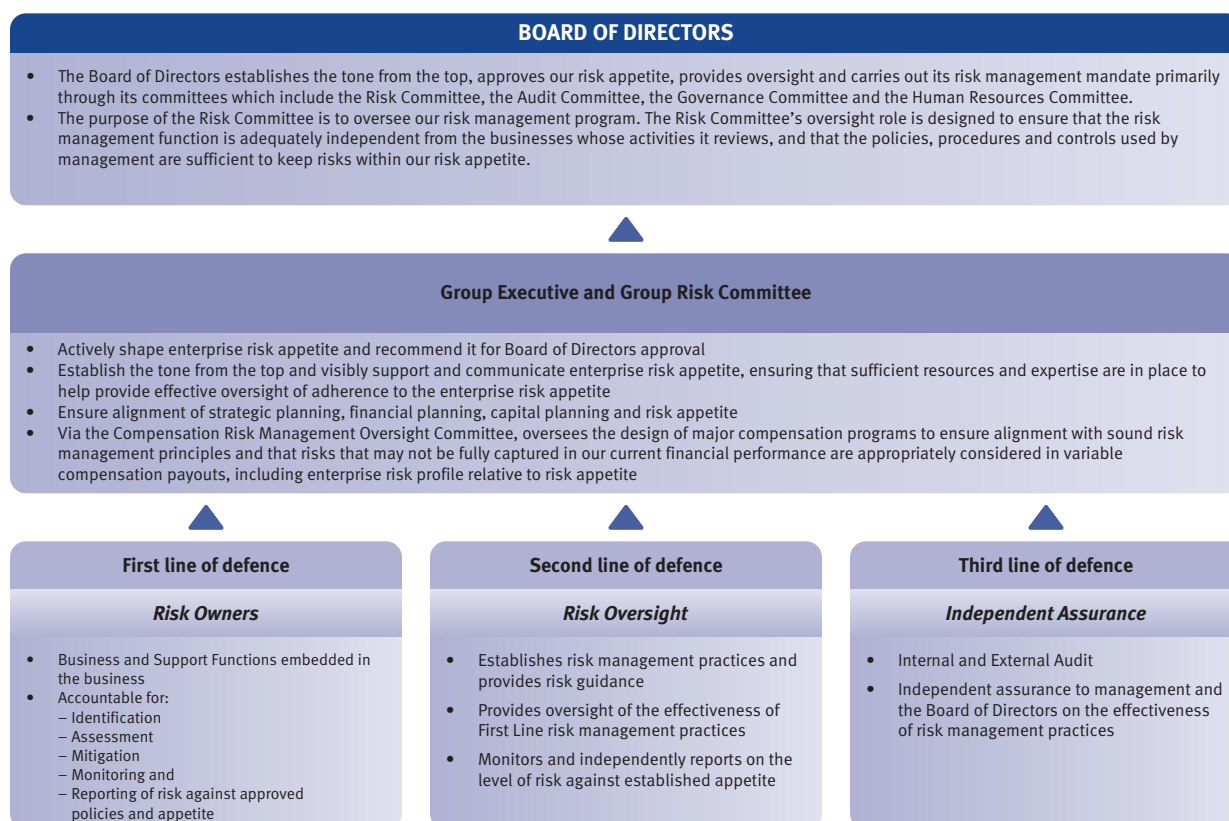 BOARD OF DIRECTORS
• The Board of Directors establishes the tone from the top, approves our risk appetite, provides oversight and carries out its risk management mandate primarily
through its committees which include the Risk Committee, the Audit Committee, the Governance Committee and the Human Resources Committee.
• The purpose of the Risk Committee is to oversee our risk management program. The Risk Committee's oversight role is designed to ensure that the risk
management function is adequately independent from the businesses whose activities it reviews, and that the policies, procedures and controls used by
management are sufficient to keep risks within our risk appetite.
Group Executive and Group Risk Committee
• Actively shape enterprise risk appetite and recommend it for Board of Directors approval
• Establish the tone from the top and visibly support and communicate enterprise risk appetite, ensuring that sufficient resources and expertise are in place to
help provide effective oversight of adherence to the enterprise risk appetite
• Ensure alignment of strategic planning, financial planning, capital planning and risk appetite
• Via the Compensation Risk Management Oversight Committee, oversees the design of major compensation programs to ensure alignment with sound risk
management principles and that risks that may not be fully captured in our current financial performance are appropriately considered in variable
compensation payouts, including enterprise risk profile relative to risk appetite
First line of defence
Risk Owners
• Business and Support Functions embedded in
the business
• Accountable for:
– Identification
– Assessment
– Mitigation
– Monitoring and
– Reporting of risk against approved
policies and appetite
Second line of defence
Risk Oversight
• Establishes risk management practices and
provides risk guidance
• Provides oversight of the effectiveness of
First Line risk management practices
• Monitors and independently reports on the
level of risk against established appetite
Third line of defence
Independent Assurance
• Internal and External Audit
• Independent assurance to management and
the Board of Directors on the effectiveness
of risk management practices